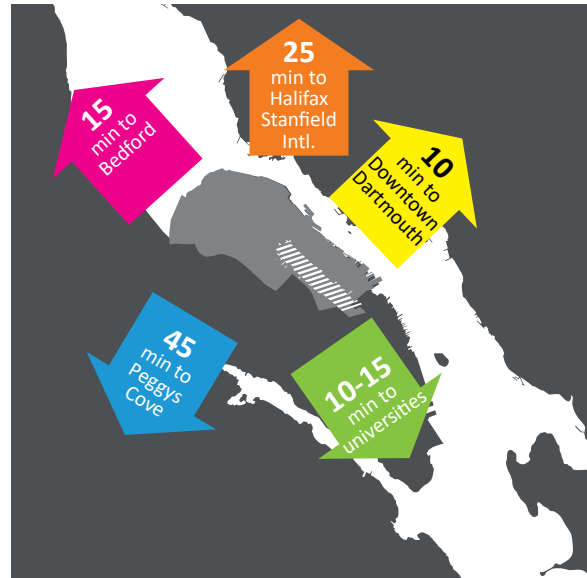 25
min to
Halifax
Stanfield
Intl.
15
min to
Bedford
10
min to
Downtown
Dartmouth
45
min to
Peggys
Cove
10-15
min to
universities